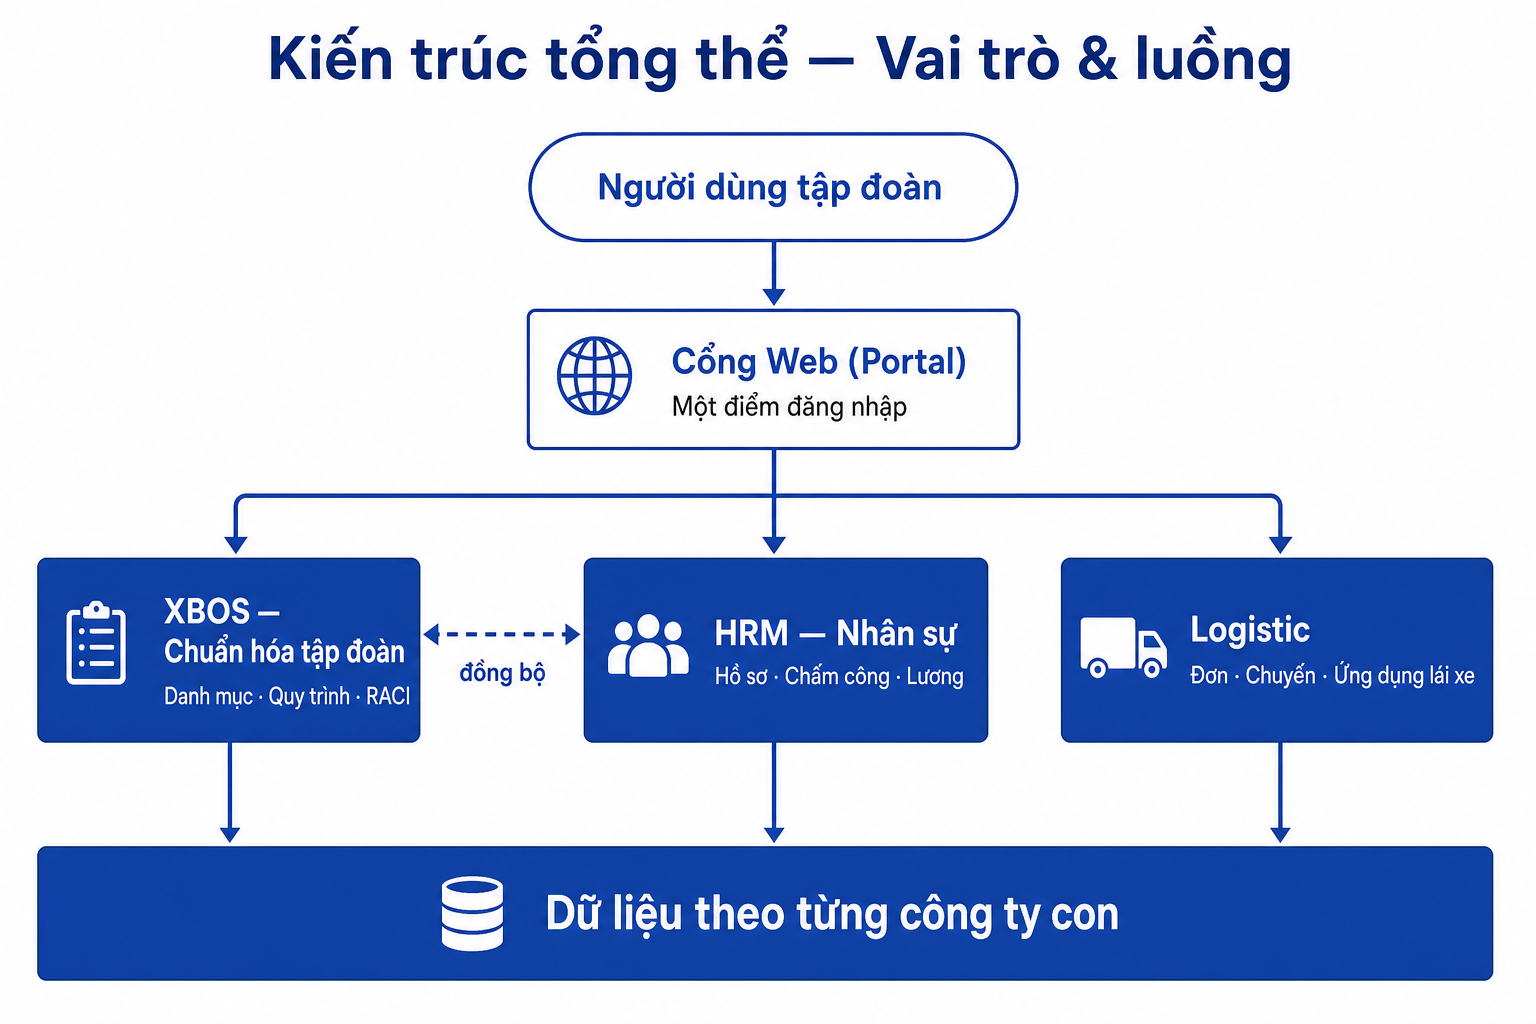 Kiến trúc tổng thể — Vai trò & luồng
Người dùng tập đoàn
Cổng Web (Portal)
Một điểm đăng nhập
XBOS —
Chuẩn hóa tập đoàn
Danh mục · Quy trình · RACI
đồng bộ
HRM — Nhân sự
Hồ sơ · Chấm công · Lương
Logistic
Đơn · Chuyến · Ứng dụng lái xe
Dữ liệu theo từng công ty con